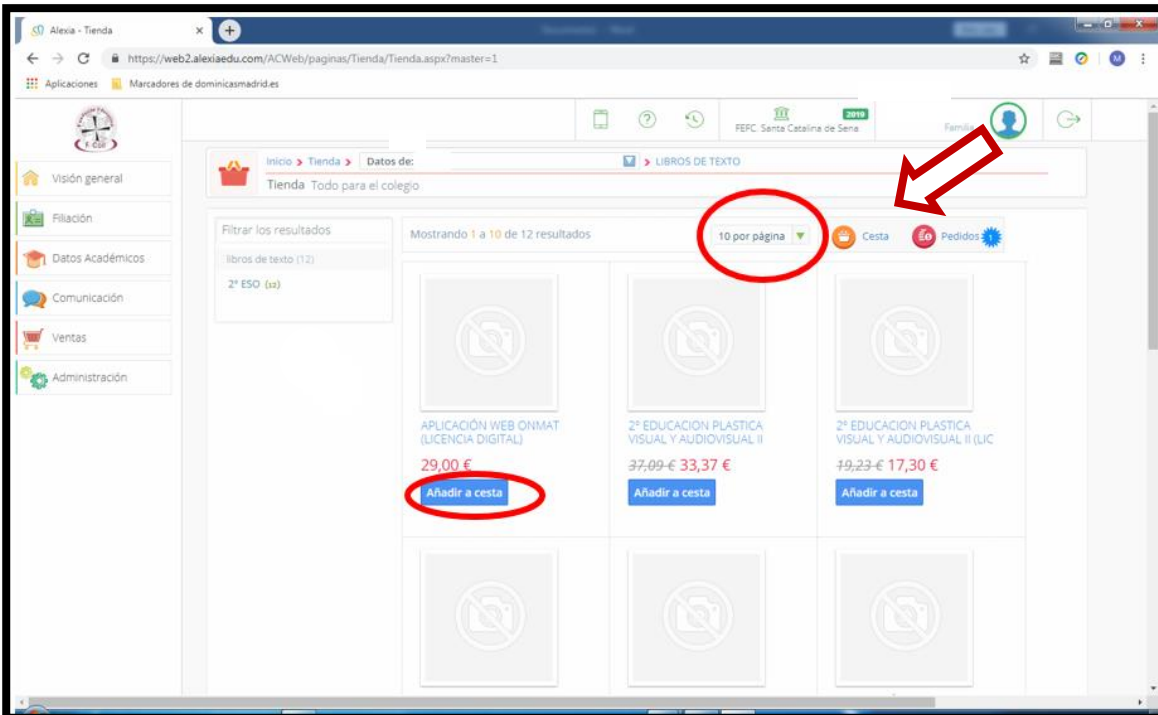 Alexia - Tienda
https://web2.alexiaedu.com/ACWeb/paginas/Tienda/Tienda.aspx?master=1
M
Aplicaciones Marcadores de dominicasmadrid.es
F. Coll
2019
FEFC Santa Catalina de Sena
Familia
Inicio > Tienda > Datos de: > LIBROS DE TEXTO
Tienda Todo para el colegio
Visión general
Filiación
Datos Académicos
Comunicación
Ventas
Administración
Filtrar los resultados
libros de texto (12)
2º ESO (12)
Mostrando 1 a 10 de 12 resultados
10 por página
Cesta
Pedidos 1
APLICACIÓN WEB ONMAT
(LICENCIA DIGITAL)
29,00 €
Añadir a cesta
2º EDUCACION PLASTICA
VISUAL Y AUDIOVISUAL II
37,09 € 33,37 €
Añadir a cesta
2º EDUCACION PLASTICA
VISUAL Y AUDIOVISUAL II (LIC
19,23 € 17,30 €
Añadir a cesta